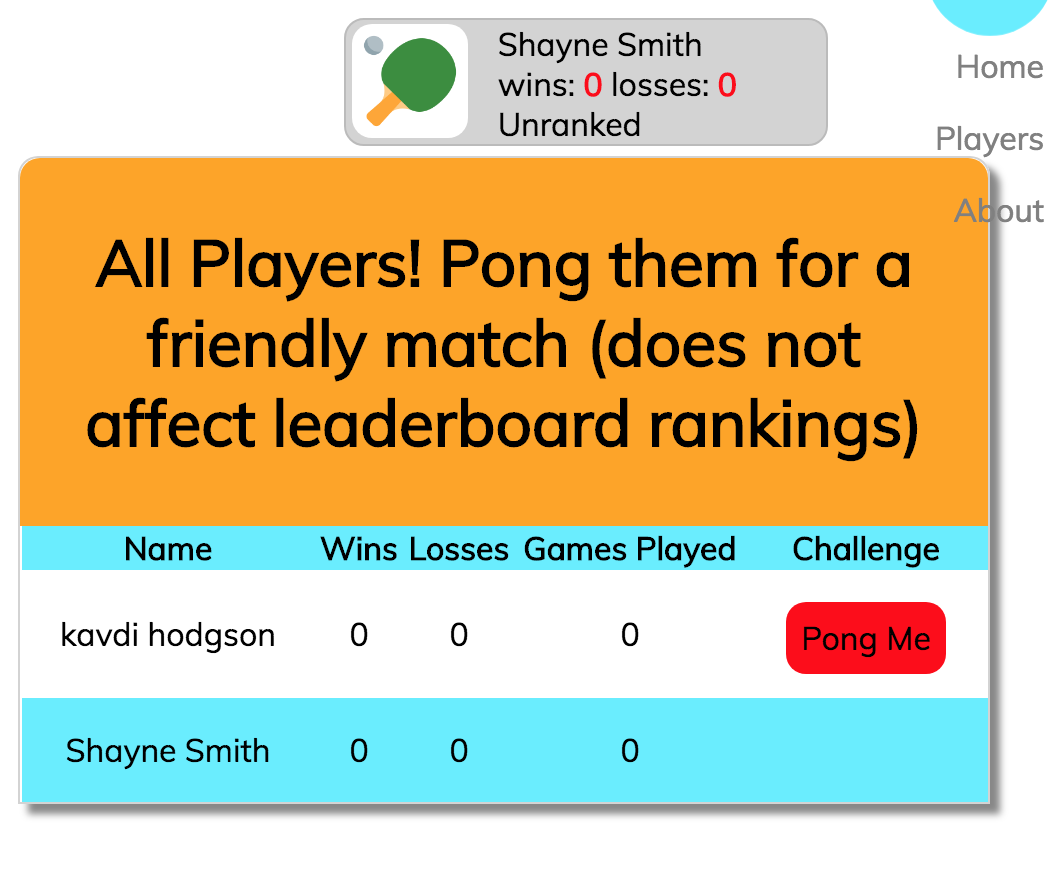 Shayne Smith
wins: 0 losses: 0
Unranked
Home
Players
About
All Players! Pong them for a
friendly match (does not
affect leaderboard rankings)
Name Wins Losses Games Played Challenge
kavdi hodgson 0 0 0 Pong Me
Shayne Smith 0 0 0